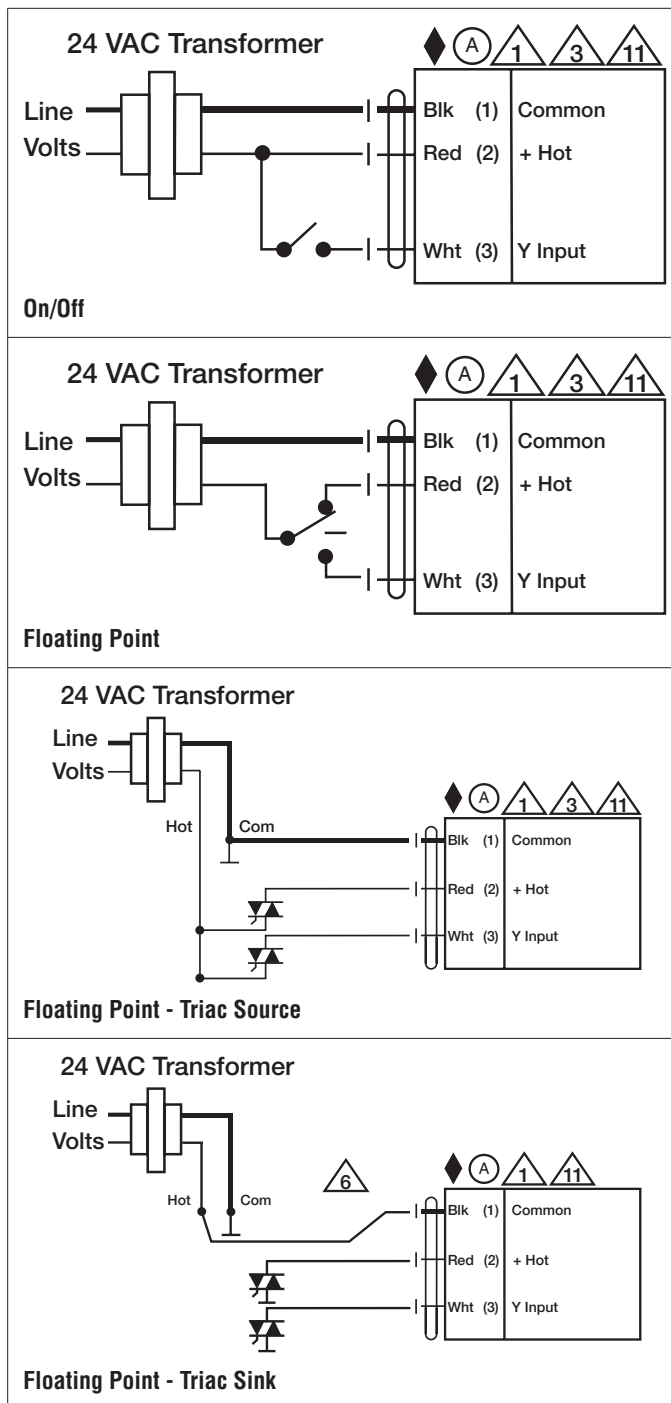 24 VAC Transformer
A 1 3 11
Line
Volts
Blk (1) Common
Red (2) + Hot
Wht (3) Y Input
On/Off
24 VAC Transformer
A 1 3 11
Line
Volts
Blk (1) Common
Red (2) + Hot
Wht (3) Y Input
Floating Point
24 VAC Transformer
Line
Volts
A 1 3 11
Hot Com
Blk (1) Common
Red (2) + Hot
Wht (3) Y Input
Floating Point - Triac Source
24 VAC Transformer
Line
Volts
A 1 11
6
Hot Com
Blk (1) Common
Red (2) + Hot
Wht (3) Y Input
Floating Point - Triac Sink